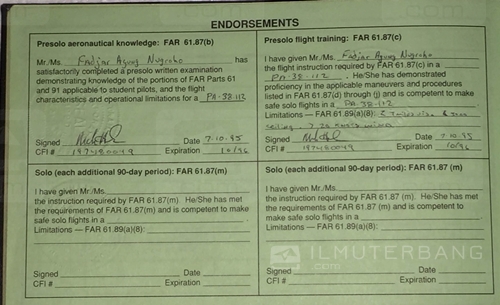 ENDORSEMENTS
Presolo aeronautical knowledge: FAR 61.87(b)
Mr./Ms. Fadjar Agung Nugroho has
satisfactorily completed a presolo written examination
demonstrating knowledge of the portions of FAR Parts 61
and 91 applicable to student pilots, and the flight
characteristics and operational limitations for a PA-38-112
Signed Date 7-10-95
CFI # Expiration 10/96
Presolo flight training: FAR 61.87(c)
I have given Mr./Ms. Fadjar Agung Nugroho
the flight instruction required by FAR 61.87(c) in a
PA-38-112. He/She has demonstrated
proficiency in the applicable maneuvers and procedures
listed in FAR 61.87(d) through (j) and is competent to make
safe solo flights in a PA-38-112
Limitations — FAR 61.89(a)(8):
Signed Date 7-10-95
CFI # Expiration 10/96
Solo (each additional 90-day period): FAR 61.87(m)
I have given Mr./Ms.
the instruction required by FAR 61.87(m). He/She has met
the requirements of FAR 61.87(m) and is competent to make
safe solo flights in a .
Limitations — FAR 61.89(a)(8):
Signed Date
CFI # Expiration
Solo (each additional 90-day period): FAR 61.87 (m)
I have given Mr./Ms.
the instruction required by FAR 61.87(m). He/She has met
the requirements of FAR 61.87 (m) and is competent to make
safe solo flights in a .
Limitations — FAR 61.89(a)(8):
Signed Date
CFI # Expiration
ILMUTERBANG
.com